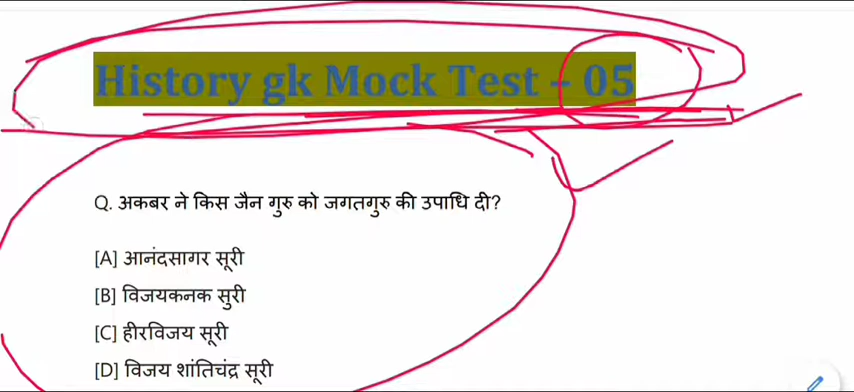 History gk Mock Test - 05
Q. अकबर ने किस जैन गुरु को जगतगुरु की उपाधि दी?
[A] आनंदसागर सूरी
[B] विजयकनक सुरी
[C] हीरविजय सूरी
[D] विजय शांतिचंद्र सूरी